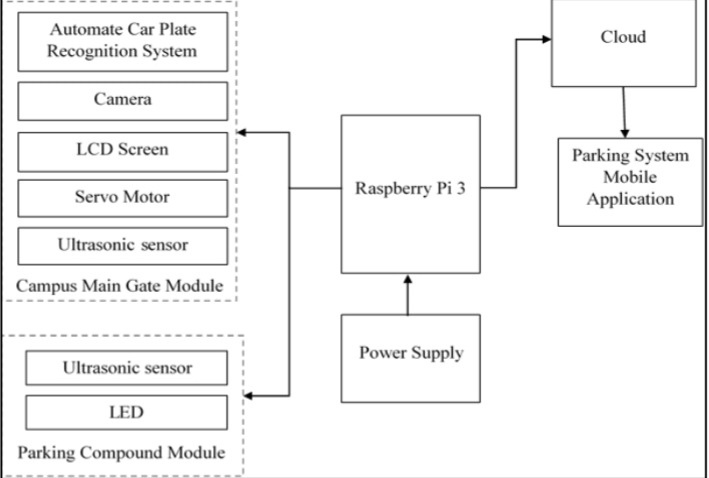 Automate Car Plate
Recognition System
Camera
LCD Screen
Servo Motor
Ultrasonic sensor
Campus Main Gate Module
Ultrasonic sensor
LED
Parking Compound Module
Raspberry Pi 3
Power Supply
Cloud
Parking System
Mobile
Application